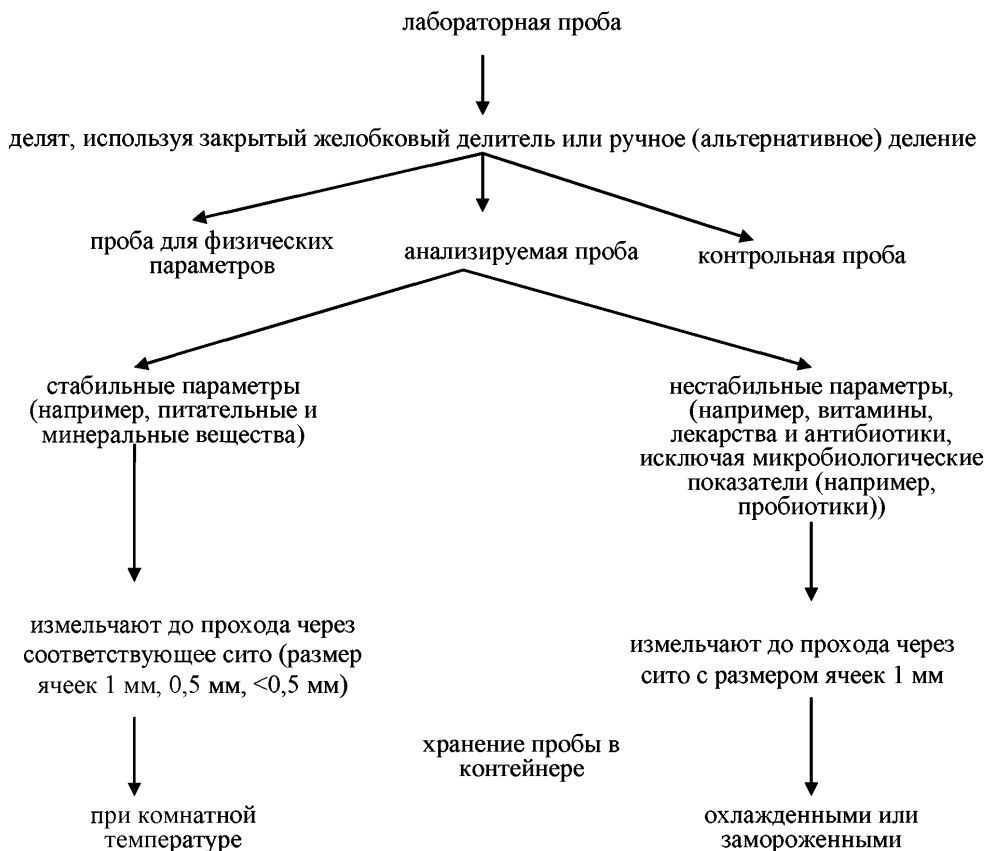 лабораторная проба
делят, используя закрытый желобковый делитель или ручное (альтернативное) деление
проба для физических
параметров
анализируемая проба
контрольная проба
стабильные параметры
(например, питательные и
минеральные вещества)
нестабильные параметры,
(например, витамины,
лекарства и антибиотики,
исключая микробиологические
показатели (например,
пробиотики))
измельчают до прохода через
соответствующее сито (размер
ячеек 1 мм, 0,5 мм, <0,5 мм)
измельчают до прохода через
сито с размером ячеек 1 мм
хранение пробы в
контейнере
при комнатной
температуре
охлажденными или
замороженными